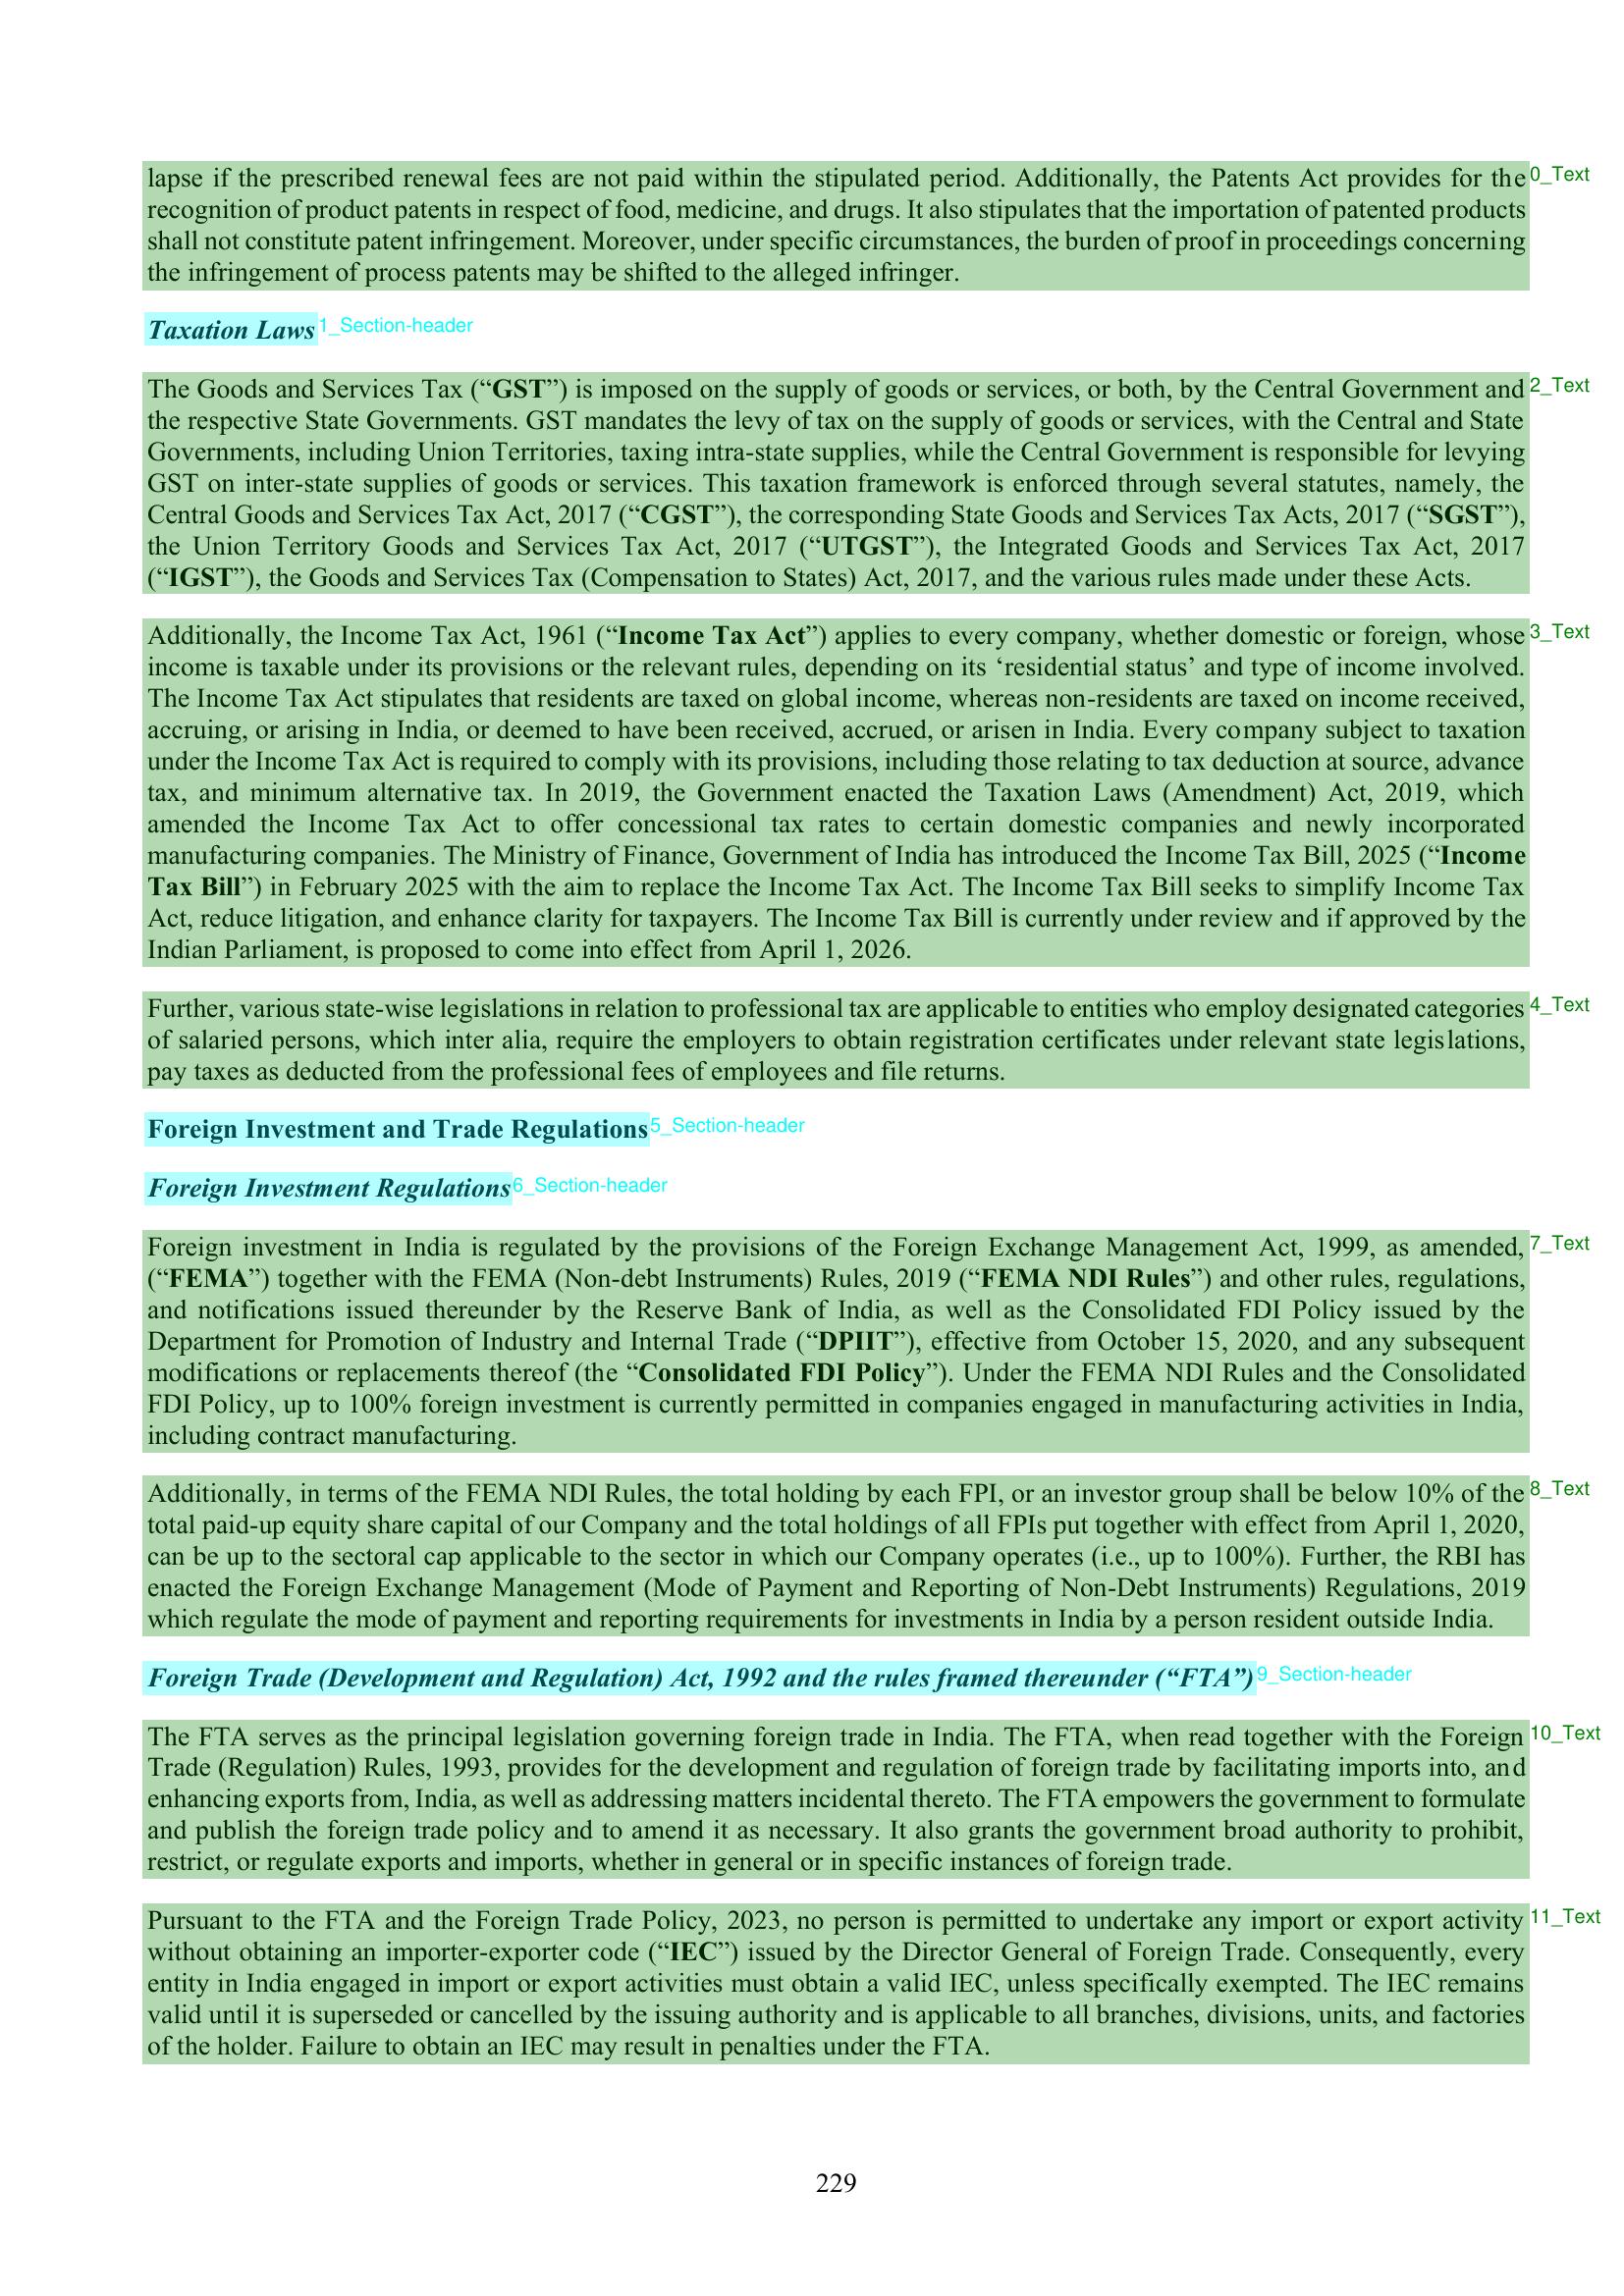 lapse if the prescribed renewal fees are not paid within the stipulated period. Additionally, the Patents Act provides for the 0_Text
recognition of product patents in respect of food, medicine, and drugs. It also stipulates that the importation of patented products
shall not constitute patent infringement. Moreover, under specific circumstances, the burden of proof in proceedings concerning
the infringement of process patents may be shifted to the alleged infringer.
Taxation Laws 1_Section-header
The Goods and Services Tax (“GST”) is imposed on the supply of goods or services, or both, by the Central Government and 2_Text
the respective State Governments. GST mandates the levy of tax on the supply of goods or services, with the Central and State
Governments, including Union Territories, taxing intra-state supplies, while the Central Government is responsible for levying
GST on inter-state supplies of goods or services. This taxation framework is enforced through several statutes, namely, the
Central Goods and Services Tax Act, 2017 (“CGST”), the corresponding State Goods and Services Tax Acts, 2017 (“SGST”),
the Union Territory Goods and Services Tax Act, 2017 (“UTGST”), the Integrated Goods and Services Tax Act, 2017
(“IGST”), the Goods and Services Tax (Compensation to States) Act, 2017, and the various rules made under these Acts.
Additionally, the Income Tax Act, 1961 (“Income Tax Act”) applies to every company, whether domestic or foreign, whose 3_Text
income is taxable under its provisions or the relevant rules, depending on its ‘residential status’ and type of income involved.
The Income Tax Act stipulates that residents are taxed on global income, whereas non-residents are taxed on income received,
accruing, or arising in India, or deemed to have been received, accrued, or arisen in India. Every company subject to taxation
under the Income Tax Act is required to comply with its provisions, including those relating to tax deduction at source, advance
tax, and minimum alternative tax. In 2019, the Government enacted the Taxation Laws (Amendment) Act, 2019, which
amended the Income Tax Act to offer concessional tax rates to certain domestic companies and newly incorporated
manufacturing companies. The Ministry of Finance, Government of India has introduced the Income Tax Bill, 2025 (“Income
Tax Bill”) in February 2025 with the aim to replace the Income Tax Act. The Income Tax Bill seeks to simplify Income Tax
Act, reduce litigation, and enhance clarity for taxpayers. The Income Tax Bill is currently under review and if approved by the
Indian Parliament, is proposed to come into effect from April 1, 2026.
Further, various state-wise legislations in relation to professional tax are applicable to entities who employ designated categories 4_Text
of salaried persons, which inter alia, require the employers to obtain registration certificates under relevant state legislations,
pay taxes as deducted from the professional fees of employees and file returns.
Foreign Investment and Trade Regulations 5_Section-header
Foreign Investment Regulations 6_Section-header
Foreign investment in India is regulated by the provisions of the Foreign Exchange Management Act, 1999, as amended, 7_Text
(“FEMA”) together with the FEMA (Non-debt Instruments) Rules, 2019 (“FEMA NDI Rules”) and other rules, regulations,
and notifications issued thereunder by the Reserve Bank of India, as well as the Consolidated FDI Policy issued by the
Department for Promotion of Industry and Internal Trade (“DPIIT”), effective from October 15, 2020, and any subsequent
modifications or replacements thereof (the “Consolidated FDI Policy”). Under the FEMA NDI Rules and the Consolidated
FDI Policy, up to 100% foreign investment is currently permitted in companies engaged in manufacturing activities in India,
including contract manufacturing.
Additionally, in terms of the FEMA NDI Rules, the total holding by each FPI, or an investor group shall be below 10% of the 8_Text
total paid-up equity share capital of our Company and the total holdings of all FPIs put together with effect from April 1, 2020,
can be up to the sectoral cap applicable to the sector in which our Company operates (i.e., up to 100%). Further, the RBI has
enacted the Foreign Exchange Management (Mode of Payment and Reporting of Non-Debt Instruments) Regulations, 2019
which regulate the mode of payment and reporting requirements for investments in India by a person resident outside India.
Foreign Trade (Development and Regulation) Act, 1992 and the rules framed thereunder (“FTA”) 9_Section-header
The FTA serves as the principal legislation governing foreign trade in India. The FTA, when read together with the Foreign 10_Text
Trade (Regulation) Rules, 1993, provides for the development and regulation of foreign trade by facilitating imports into, and
enhancing exports from, India, as well as addressing matters incidental thereto. The FTA empowers the government to formulate
and publish the foreign trade policy and to amend it as necessary. It also grants the government broad authority to prohibit,
restrict, or regulate exports and imports, whether in general or in specific instances of foreign trade.
Pursuant to the FTA and the Foreign Trade Policy, 2023, no person is permitted to undertake any import or export activity 11_Text
without obtaining an importer-exporter code (“IEC”) issued by the Director General of Foreign Trade. Consequently, every
entity in India engaged in import or export activities must obtain a valid IEC, unless specifically exempted. The IEC remains
valid until it is superseded or cancelled by the issuing authority and is applicable to all branches, divisions, units, and factories
of the holder. Failure to obtain an IEC may result in penalties under the FTA.
229